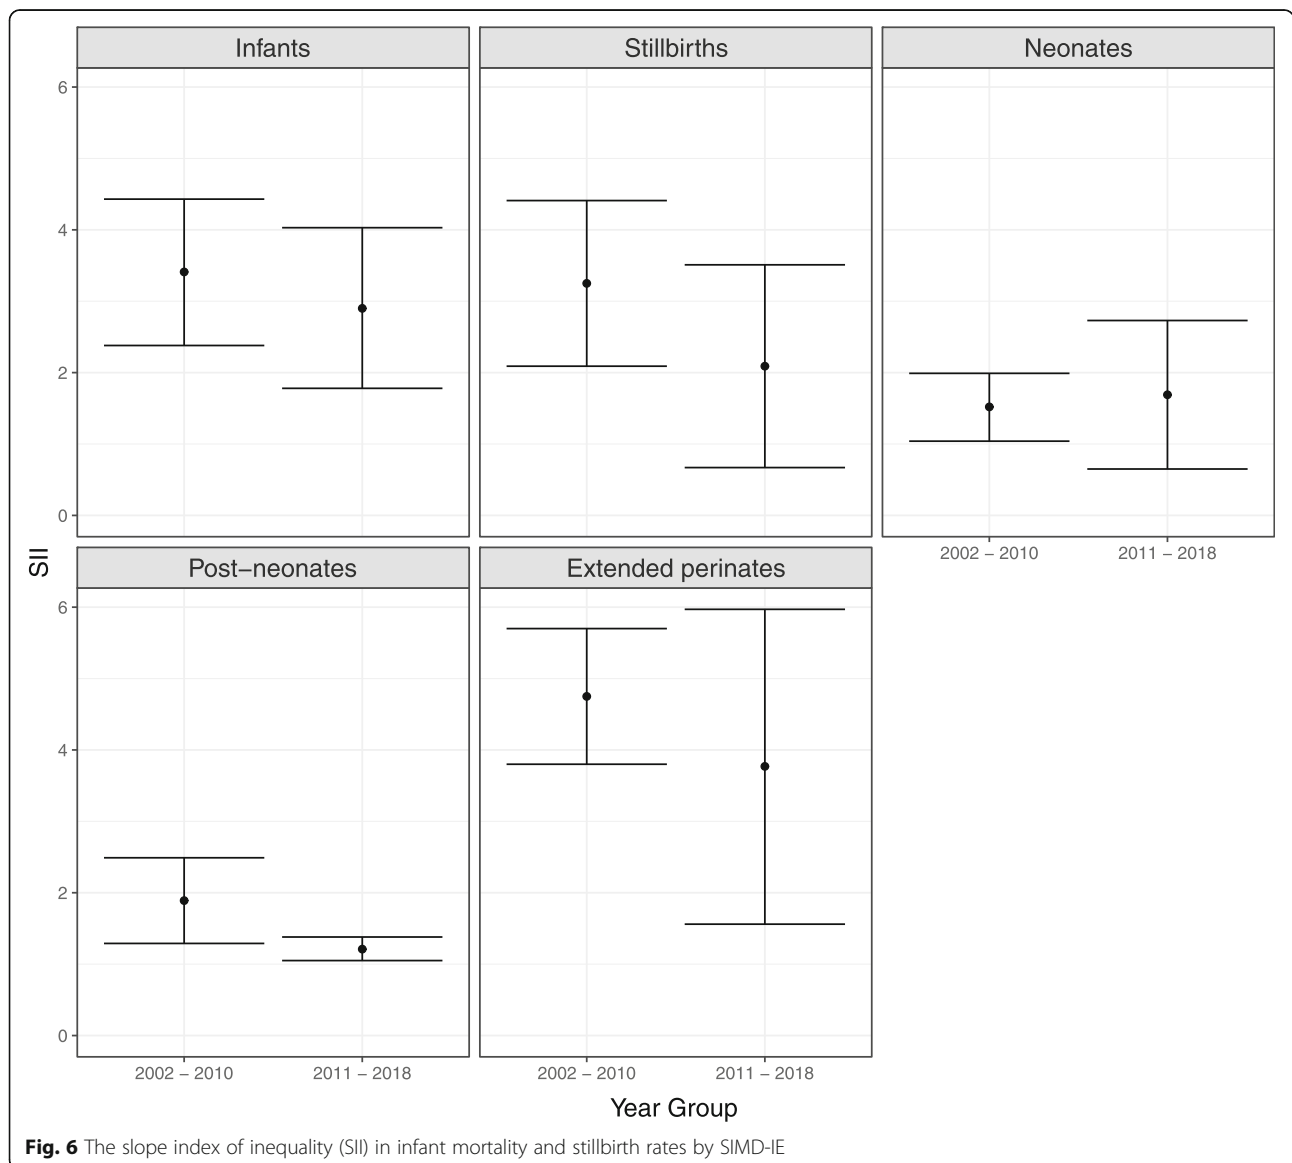 Infants
Stillbirths
Neonates
6
4
2
0
2002 – 2010
2011 – 2018
SII
Post–neonates
Extended perinates
6
4
2
0
2002 – 2010
2011 – 2018
2002 – 2010
2011 – 2018
Year Group
Fig. 6 The slope index of inequality (SII) in infant mortality and stillbirth rates by SIMD-IE